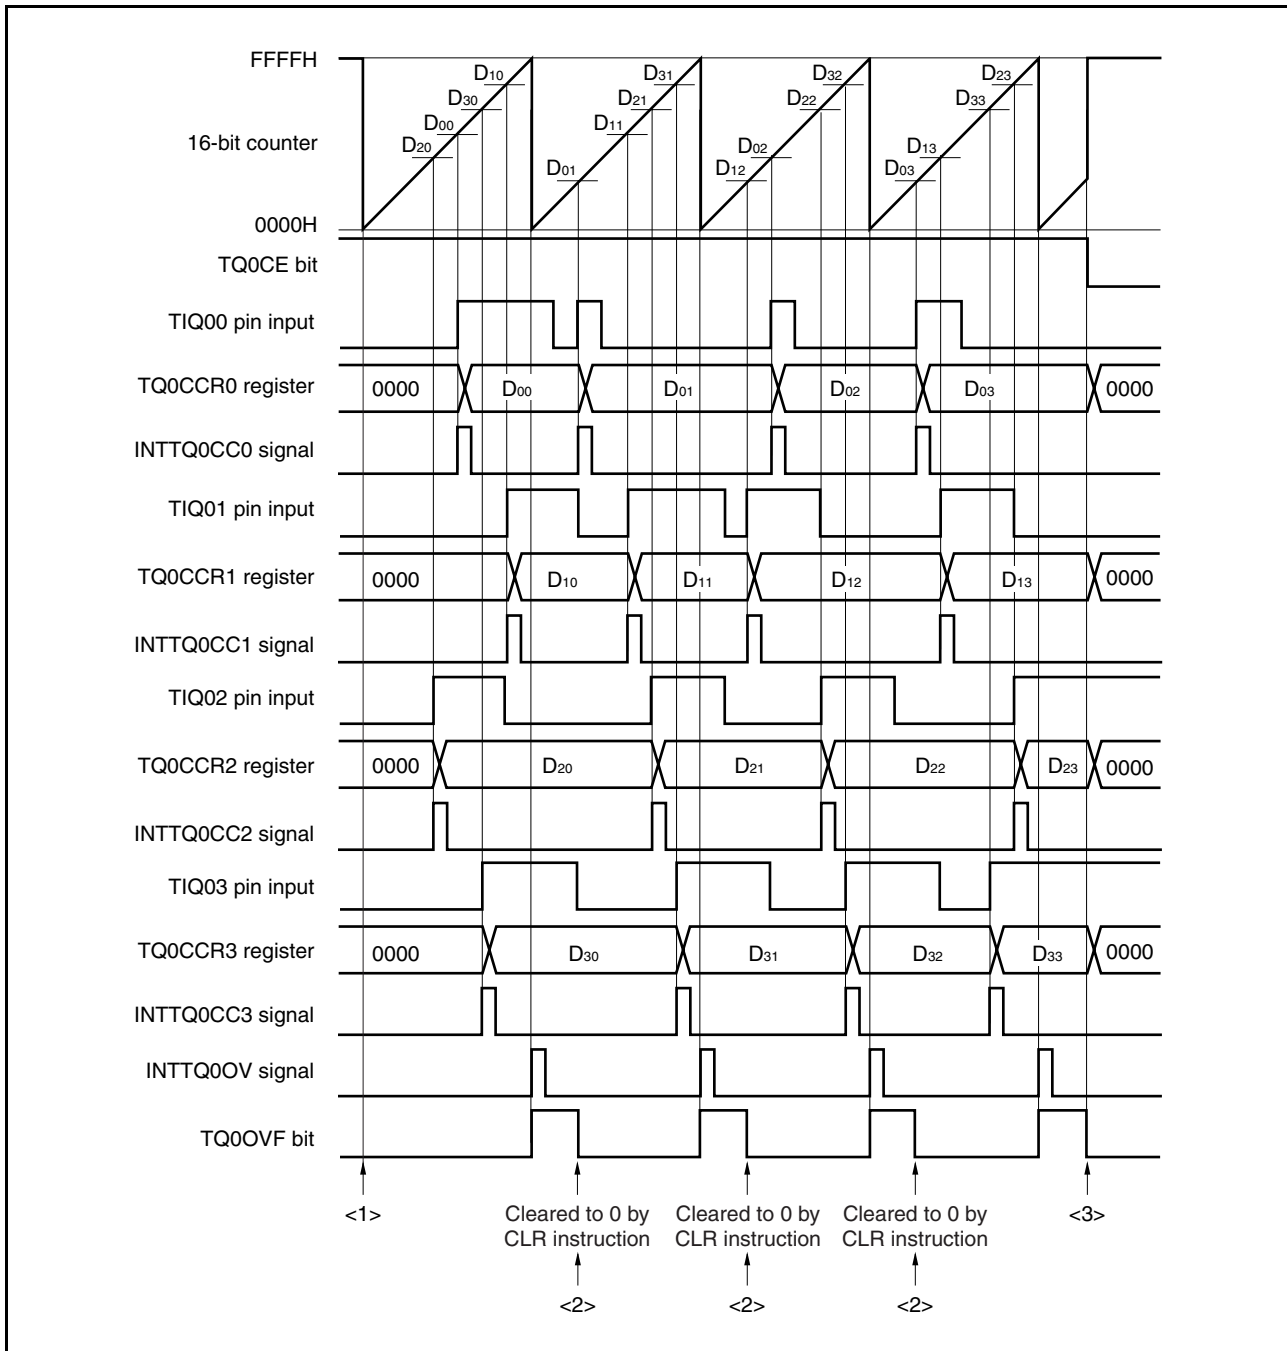 FFFFH
D10
D31
D32
D23
D30
D21
D22
D33
D00
D11
16-bit counter
D20
D02
D13
D01
D12
D03
0000H
TQ0CE bit
TIQ00 pin input
TQ0CCR0 register
0000 D00 D01 D02 D03 0000
INTTQ0CC0 signal
TIQ01 pin input
TQ0CCR1 register
0000 D10 D11 D12 D13 0000
INTTQ0CC1 signal
TIQ02 pin input
TQ0CCR2 register
0000 D20 D21 D22 D23 0000
INTTQ0CC2 signal
TIQ03 pin input
TQ0CCR3 register
0000 D30 D31 D32 D33 0000
INTTQ0CC3 signal
INTTQ0OV signal
TQ0OVF bit
<1>
Cleared to 0 by
CLR instruction
<2>
Cleared to 0 by
CLR instruction
<2>
Cleared to 0 by
CLR instruction
<2>
<3>